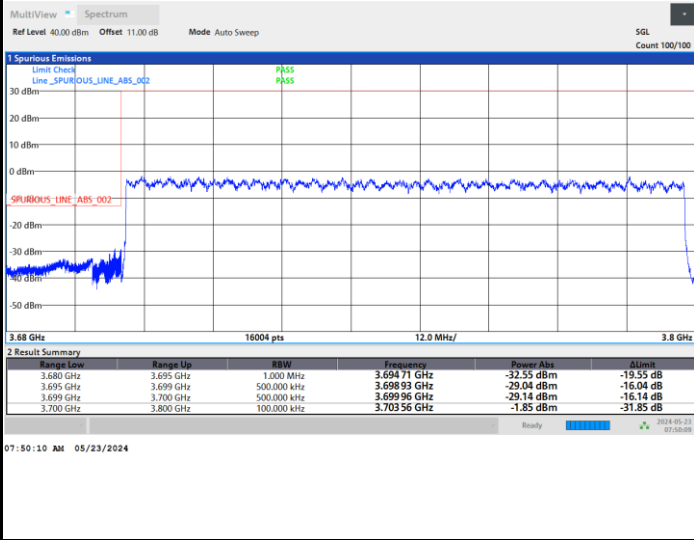 MultiView Spectrum
Ref Level 40.00 dBm Offset 11.00 dB Mode Auto Sweep SGL
Count 100/100
1 Spurious Emissions
Limit Check PASS
Line _SPURIOUS_LINE_ABS_002 PASS
30 dBm
20 dBm
10 dBm
0 dBm
_SPURIOUS_LINE_ABS_002
-20 dBm
-30 dBm
-40 dBm
-50 dBm
3.68 GHz 16004 pts 12.0 MHz/ 3.8 GHz
2 Result Summary
Range Low Range Up RBW Frequency Power Abs ΔLimit
3.680 GHz 3.695 GHz 1.000 MHz 3.694 71 GHz -32.55 dBm -19.55 dB
3.695 GHz 3.699 GHz 500.000 kHz 3.698 93 GHz -29.04 dBm -16.04 dB
3.699 GHz 3.700 GHz 500.000 kHz 3.699 96 GHz -29.14 dBm -16.14 dB
3.700 GHz 3.800 GHz 100.000 kHz 3.703 56 GHz -1.85 dBm -31.85 dB
Ready 2024-05-23
07:50:09
07:50:10 AM 05/23/2024